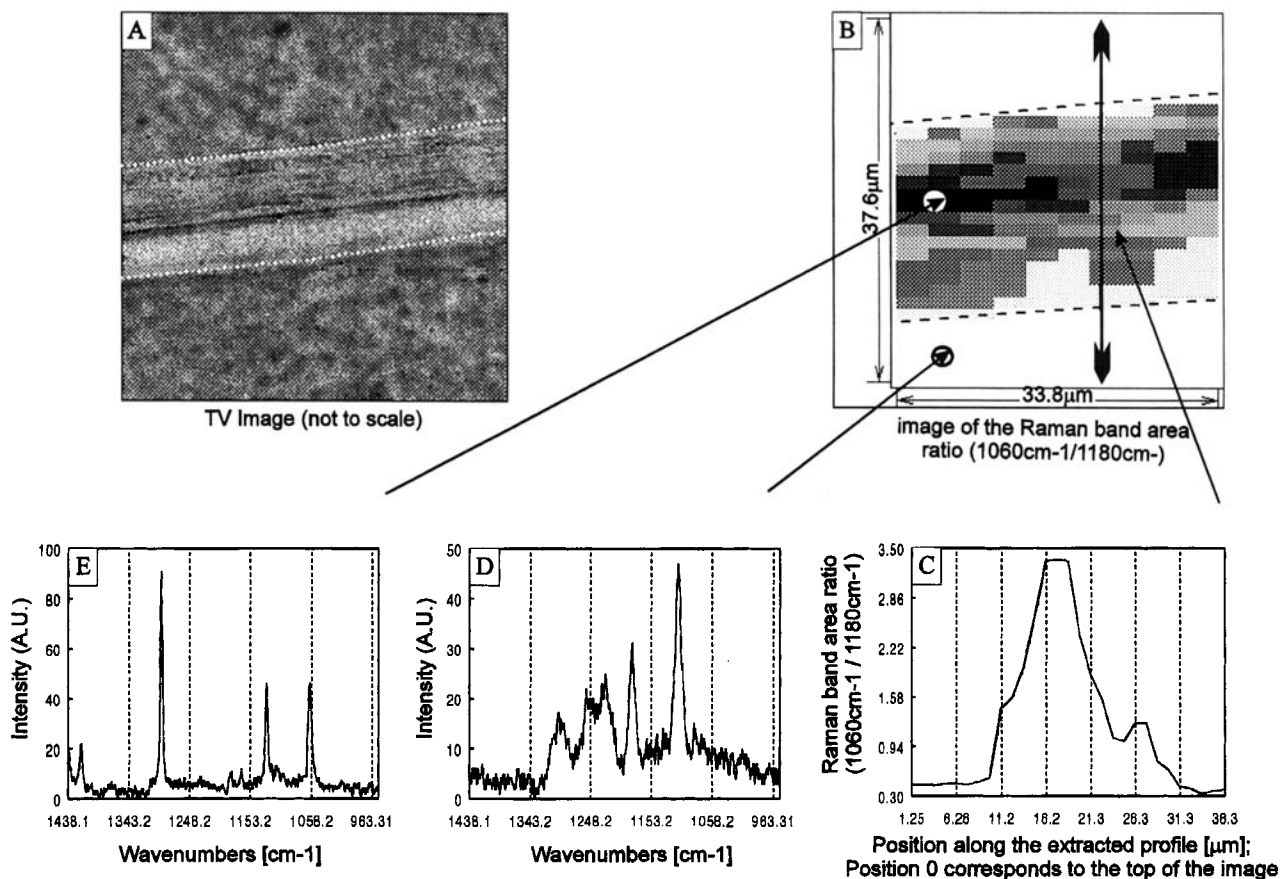 A
TV Image (not to scale)
B
37.6µm
33.8µm
image of the Raman band area
ratio (1060cm-1/1180cm-)
E
Intensity (A.U.)
100
80
60
40
20
0
1438.1 1343.2 1248.2 1153.2 1058.2 963.31
Wavenumbers [cm-1]
D
Intensity (A.U.)
50
40
30
20
10
0
1438.1 1343.2 1248.2 1153.2 1058.2 963.31
Wavenumbers [cm-1]
C
Raman band area ratio
(1060cm-1 / 1180cm-1)
3.50
2.86
2.22
1.58
0.94
0.30
1.25 6.26 11.2 16.2 21.3 26.3 31.3 36.3
Position along the extracted profile [µm];
Position 0 corresponds to the top of the image